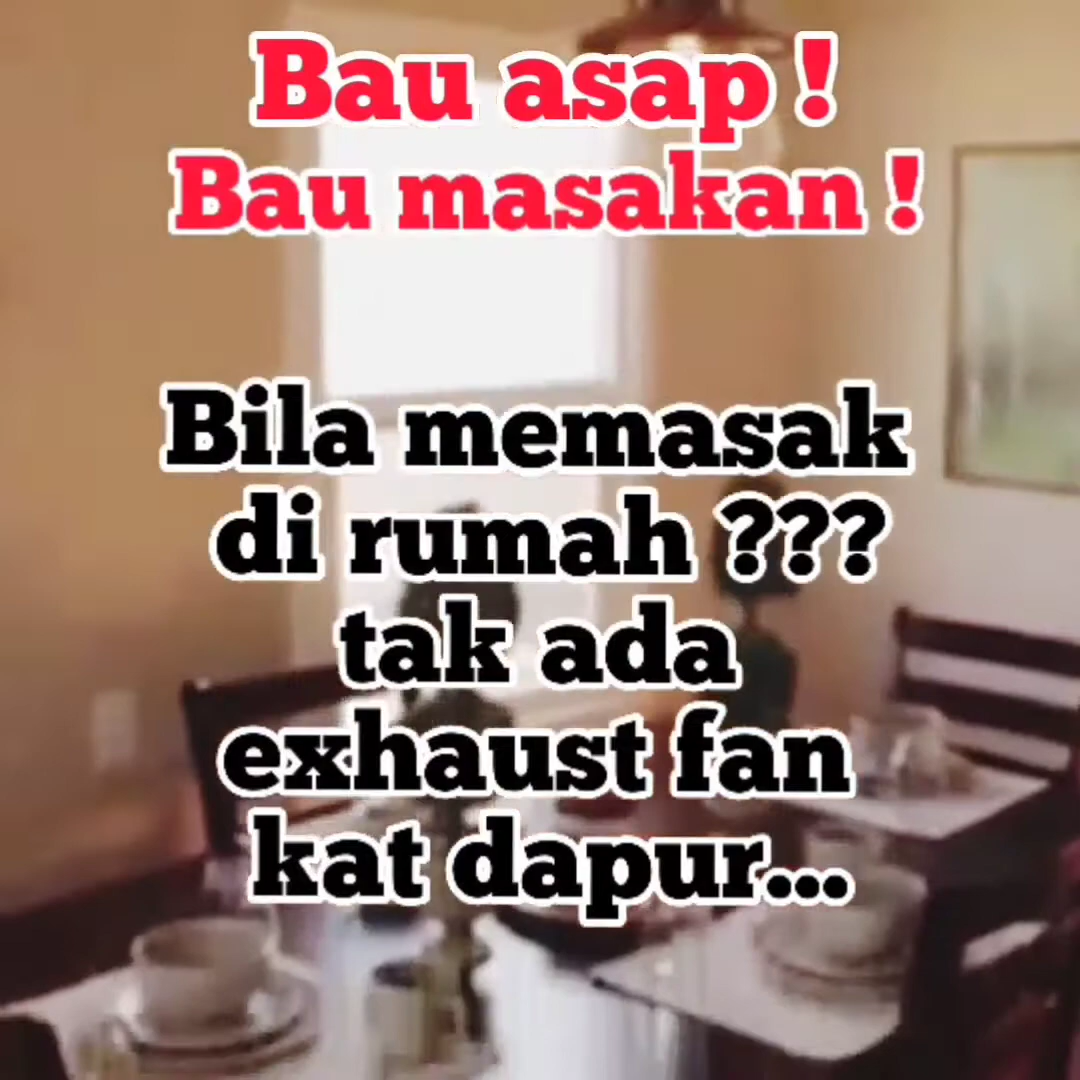 Bau asap !
Bau masakan !
Bila memasak
di rumah ???
tak ada
exhaust fan
kat dapur...